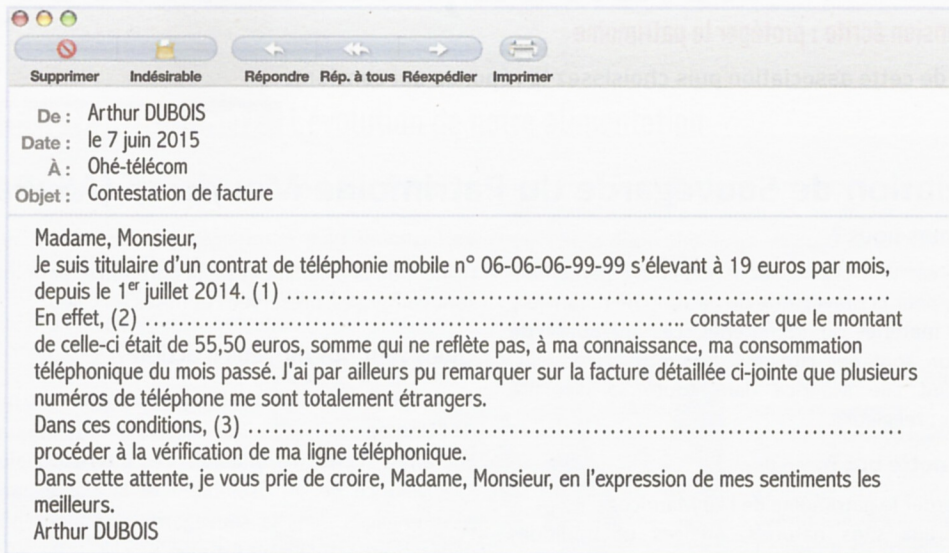 Supprimer Indésirable Répondre Rép. à tous Réexpédier Imprimer
De : Arthur DUBOIS
Date : le 7 juin 2015
À : Ohé-télécom
Objet : Contestation de facture
Madame, Monsieur,
Je suis titulaire d'un contrat de téléphonie mobile n° 06-06-06-99-99 s'élevant à 19 euros par mois,
depuis le 1er juillet 2014. (1) ..........................................................................
En effet, (2) .................................................................. constater que le montant
de celle-ci était de 55,50 euros, somme qui ne reflète pas, à ma connaissance, ma consommation
téléphonique du mois passé. J'ai par ailleurs pu remarquer sur la facture détaillée ci-jointe que plusieurs
numéros de téléphone me sont totalement étrangers.
Dans ces conditions, (3) ................................................................................
procéder à la vérification de ma ligne téléphonique.
Dans cette attente, je vous prie de croire, Madame, Monsieur, en l'expression de mes sentiments les
meilleurs.
Arthur DUBOIS